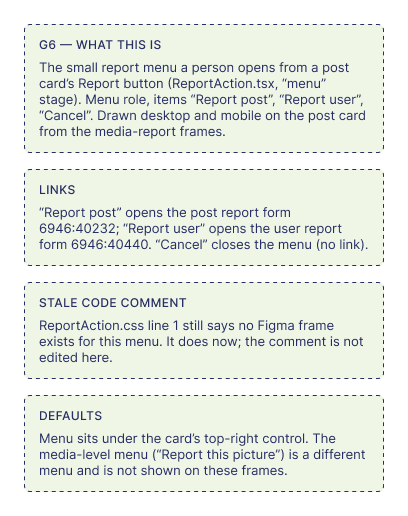 G6 — WHAT THIS IS
The small report menu a person opens from a post
card’s Report button (ReportAction.tsx, “menu”
stage). Menu role, items “Report post”, “Report user”,
“Cancel”. Drawn desktop and mobile on the post card
from the media-report frames.
LINKS
“Report post” opens the post report form
6946:40232; “Report user” opens the user report
form 6946:40440. “Cancel” closes the menu (no link).
STALE CODE COMMENT
ReportAction.css line 1 still says no Figma frame
exists for this menu. It does now; the comment is not
edited here.
DEFAULTS
Menu sits under the card’s top-right control. The
media-level menu (“Report this picture”) is a different
menu and is not shown on these frames.